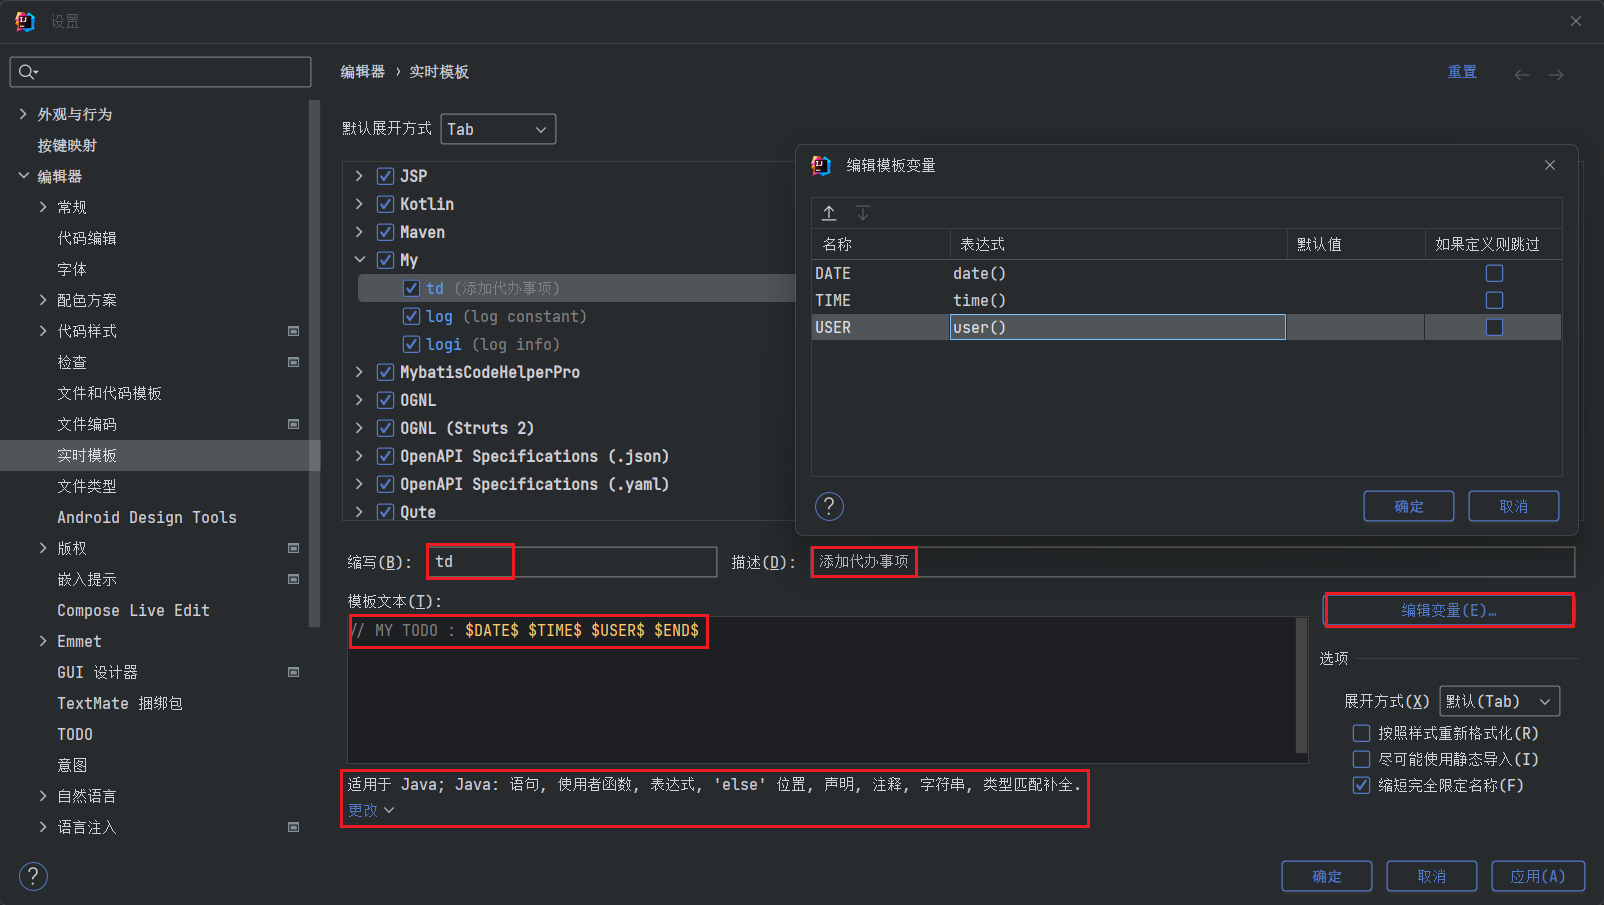 设置
编辑器 › 实时模板
重置
外观与行为
按键映射
编辑器
常规
代码编辑
字体
配色方案
代码样式
检查
文件和代码模板
文件编码
实时模板
文件类型
Android Design Tools
版权
嵌入提示
Compose Live Edit
Emmet
GUI 设计器
TextMate 捆绑包
TODO
意图
自然语言
语言注入
默认展开方式 Tab
JSP
Kotlin
Maven
My
td (添加代办事项)
log (log constant)
logi (log info)
MybatisCodeHelperPro
OGNL
OGNL (Struts 2)
OpenAPI Specifications (.json)
OpenAPI Specifications (.yaml)
Qute
编辑模板变量
名称 表达式 默认值 如果定义则跳过
DATE date()
TIME time()
USER user()
?
确定 取消
缩写(B): td 描述(D): 添加代办事项
模板文本(T):
// MY TODO : $DATE$ $TIME$ $USER$ $END$
编辑变量(E)…
选项
展开方式(X) 默认(Tab)
按照样式重新格式化(R)
尽可能使用静态导入(I)
缩短完全限定名称(F)
适用于 Java; Java: 语句, 使用者函数, 表达式, 'else' 位置, 声明, 注释, 字符串, 类型匹配补全.
更改
?
确定 取消 应用(A)